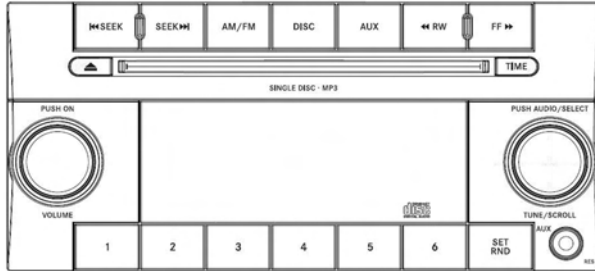 SEEK
SEEK
AM/FM
DISC
AUX
RW
FF
TIME
SINGLE DISC · MP3
PUSH ON
PUSH AUDIO/SELECT
VOLUME
disc
TUNE/SCROLL
AUX
1
2
3
4
5
6
SET
RND